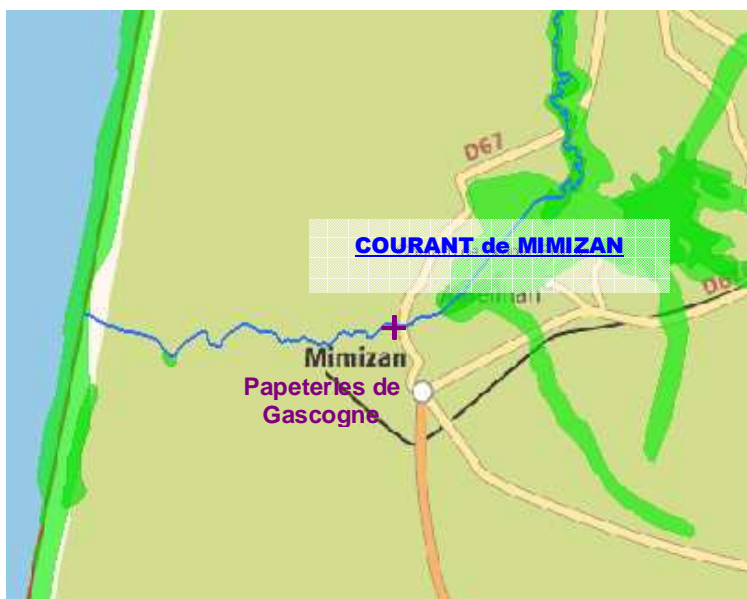 D67
COURANT de MIMIZAN
Mimizan
Papeteries de
Gascogne